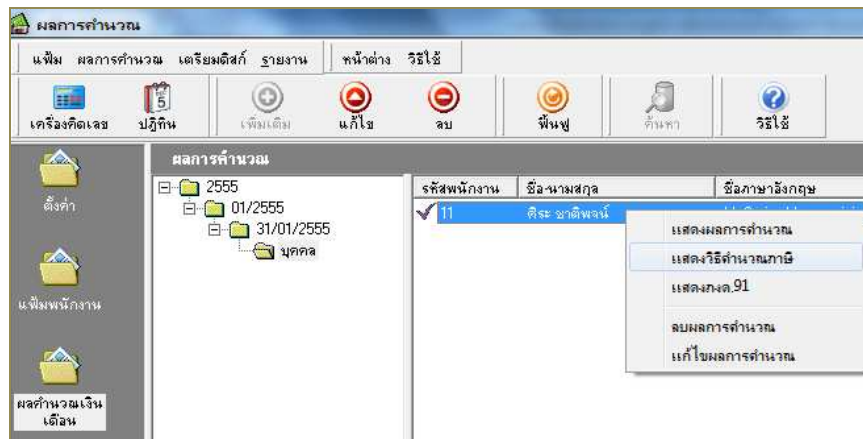 ผลการคำนวณ
แฟ้ม ผลการคำนวณ เตรียมดิสก์ รายงาน หน้าต่าง วิธีใช้
เครื่องคิดเลข ปฏิทิน เพิ่มเติม แก้ไข ลบ ฟื้นฟู ค้นหา วิธีใช้
ผลการคำนวณ
ตั้งค่า
แฟ้มพนักงาน
ผลคำนวณเงิน
เดือน
2555
01/2555
31/01/2555
บุคคล
รหัสพนักงาน ชื่อ-นามสกุล ชื่อภาษาอังกฤษ
11 ศิระ ชาติพจน์
แสดงผลการคำนวณ
แสดงวิธีคำนวณภาษี
แสดงภงด.91
ลบผลการคำนวณ
แก้ไขผลการคำนวณ